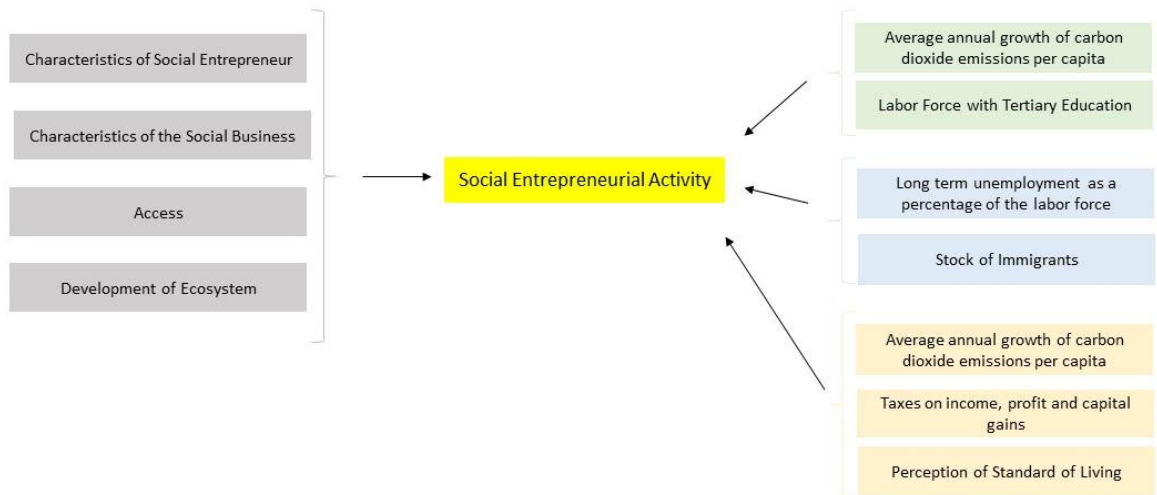 Characteristics of Social Entrepreneur
Characteristics of the Social Business
Access
Development of Ecosystem
Social Entrepreneurial Activity
Average annual growth of carbon
dioxide emissions per capita
Labor Force with Tertiary Education
Long term unemployment as a
percentage of the labor force
Stock of Immigrants
Average annual growth of carbon
dioxide emissions per capita
Taxes on income, profit and capital
gains
Perception of Standard of Living